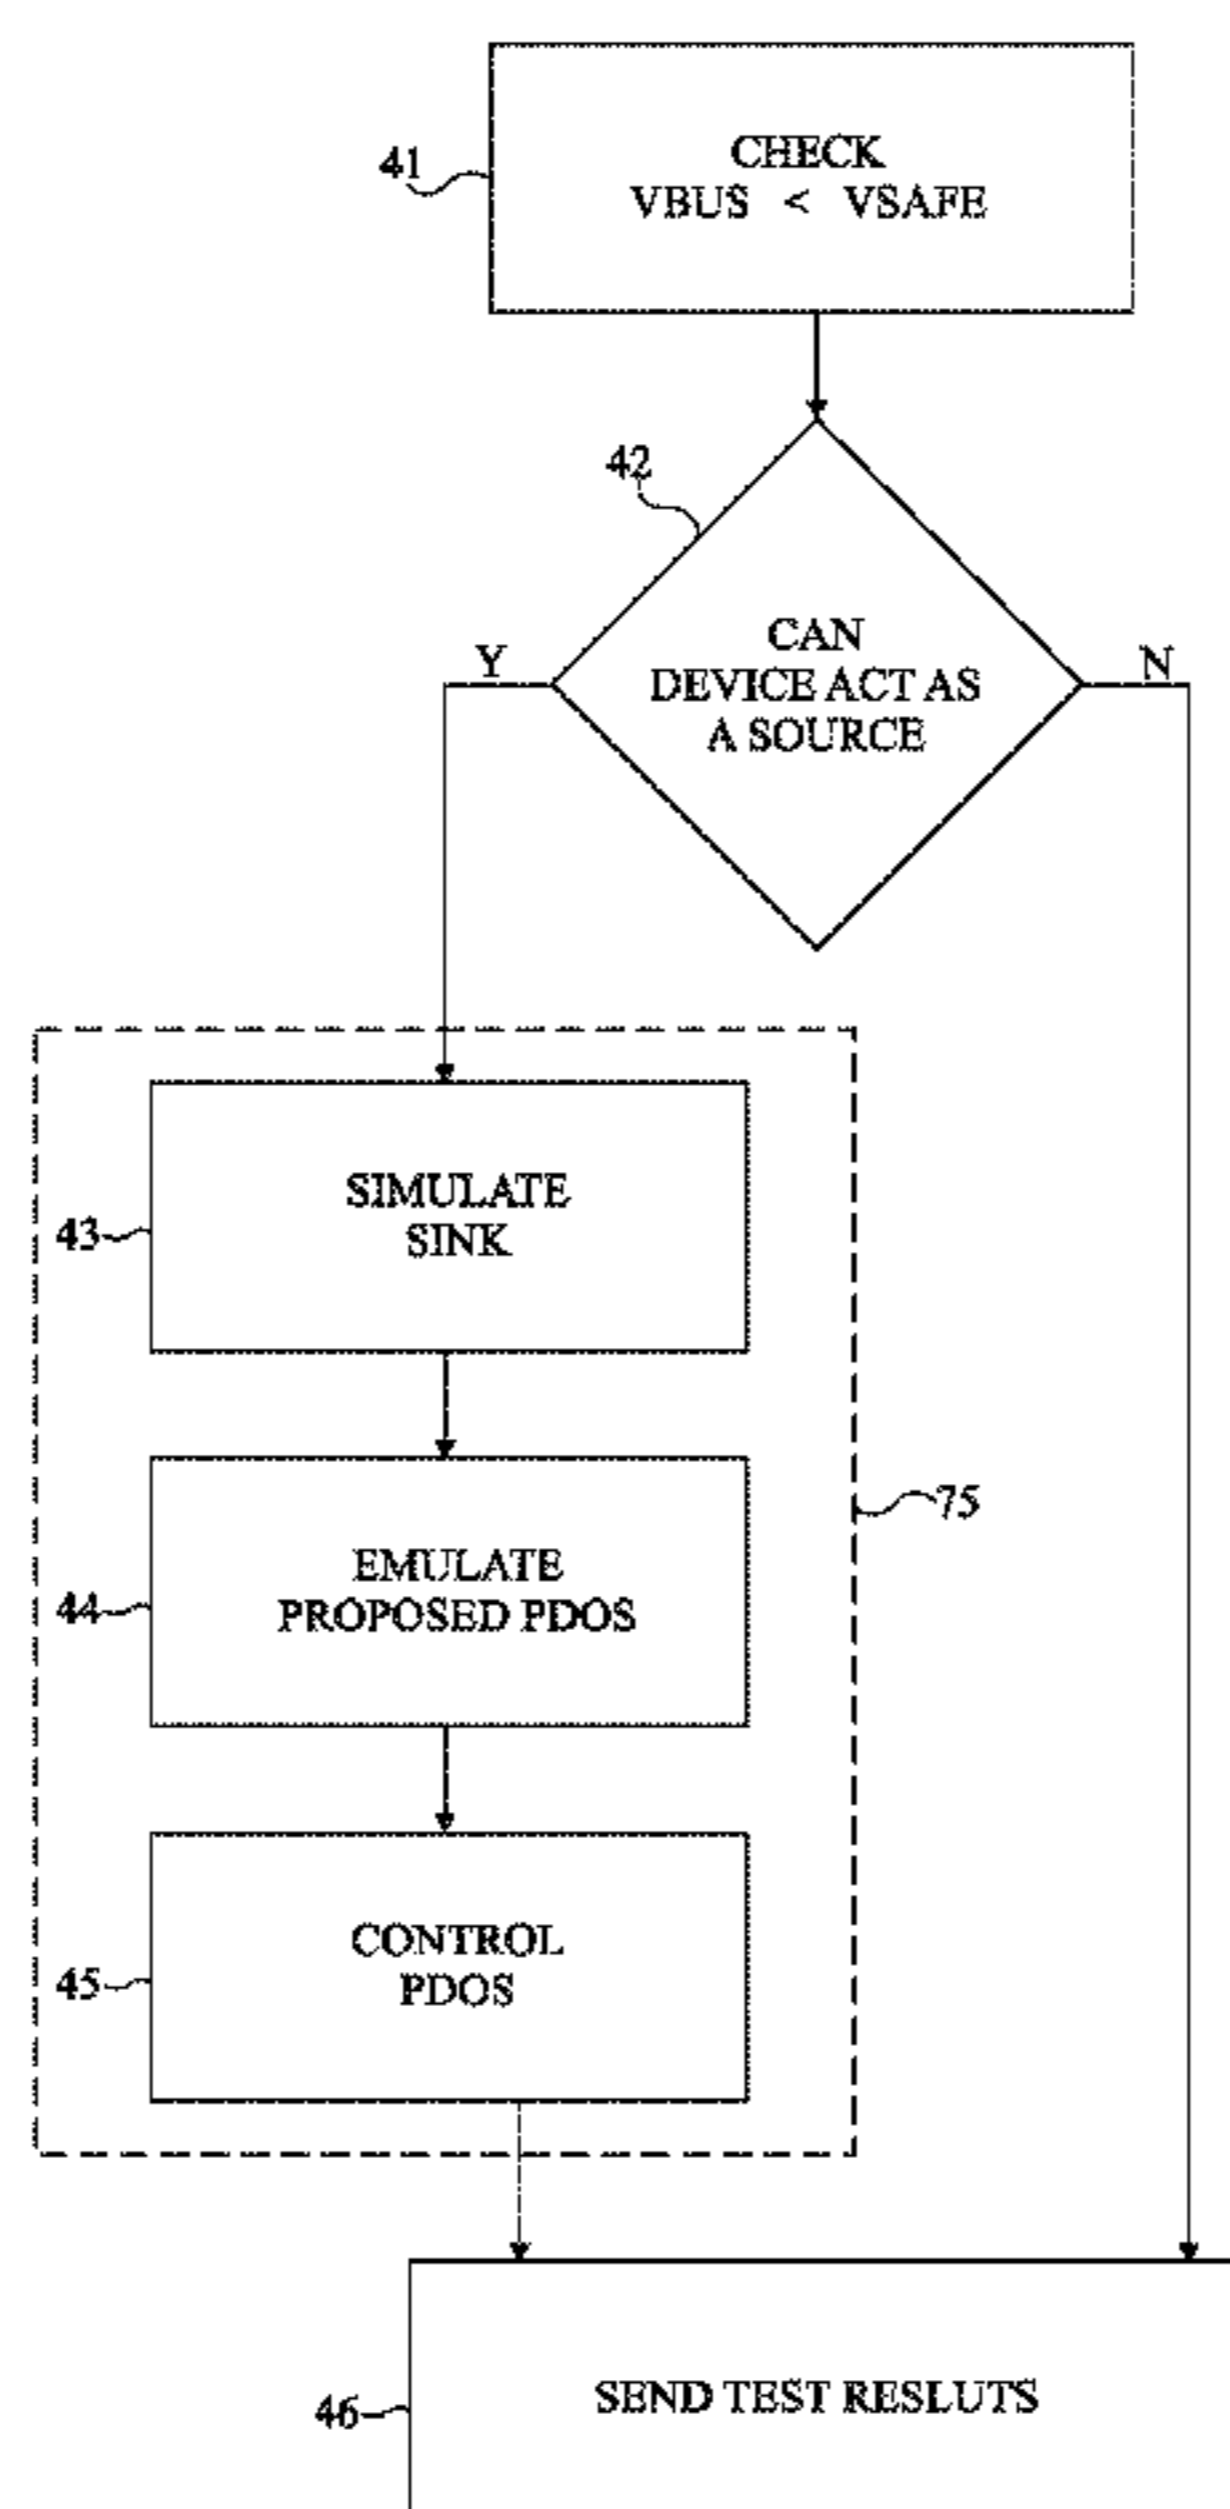 41
CHECK
VBUS < VSAFE
42
Y
CAN
DEVICE ACT AS
A SOURCE
N
43
SIMULATE
SINK
75
44
EMULATE
PROPOSED PDOS
45
CONTROL
PDOS
46
SEND TEST RESLUTS